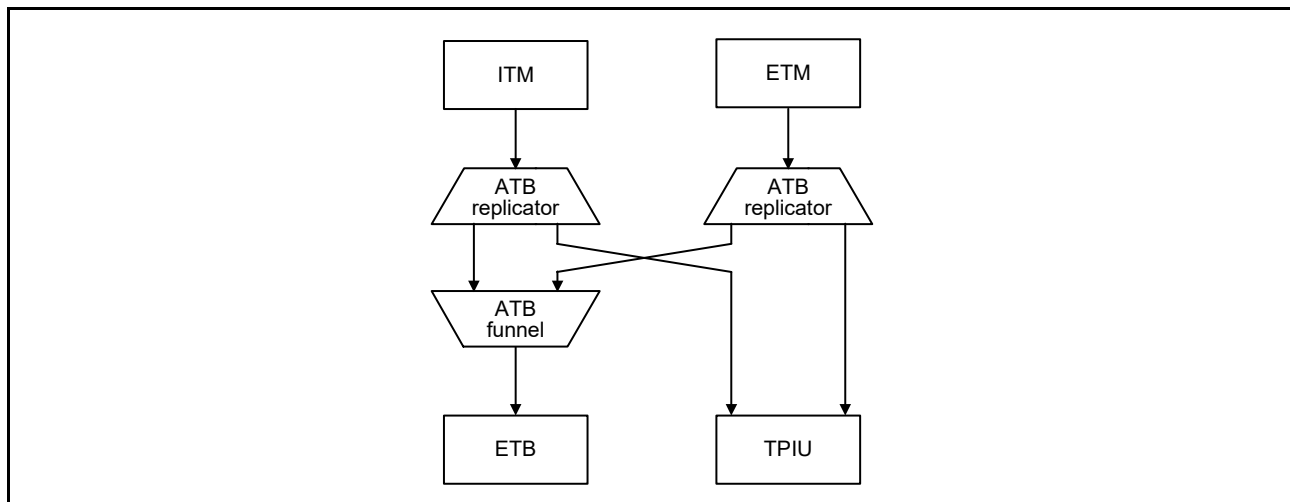 ITM
ETM
ATB
replicator
ATB
replicator
ATB
funnel
ETB
TPIU